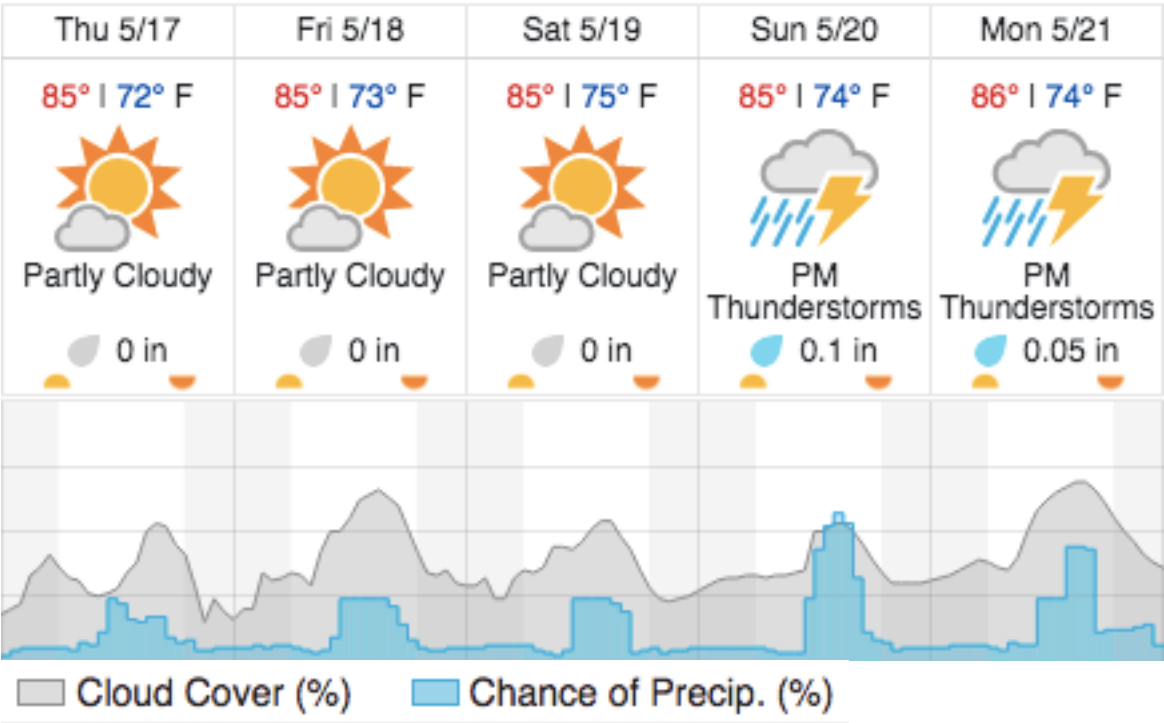 Thu 5/17 Fri 5/18 Sat 5/19 Sun 5/20 Mon 5/21
85° | 72° F 85° | 73° F 85° | 75° F 85° | 74° F 86° | 74° F
Partly Cloudy Partly Cloudy Partly Cloudy PM PM
Thunderstorms Thunderstorms
0 in 0 in 0 in 0.1 in 0.05 in
Cloud Cover (%) Chance of Precip. (%)